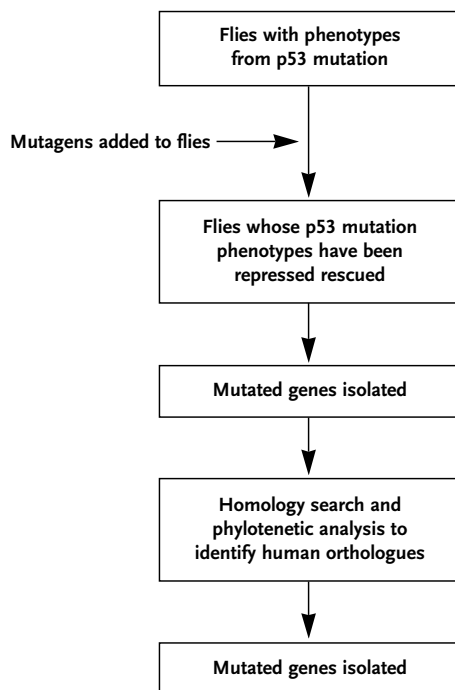 Flies with phenotypes
from p53 mutation
Mutagens added to flies
Flies whose p53 mutation
phenotypes have been
repressed rescued
Mutated genes isolated
Homology search and
phylotenetic analysis to
identify human orthologues
Mutated genes isolated